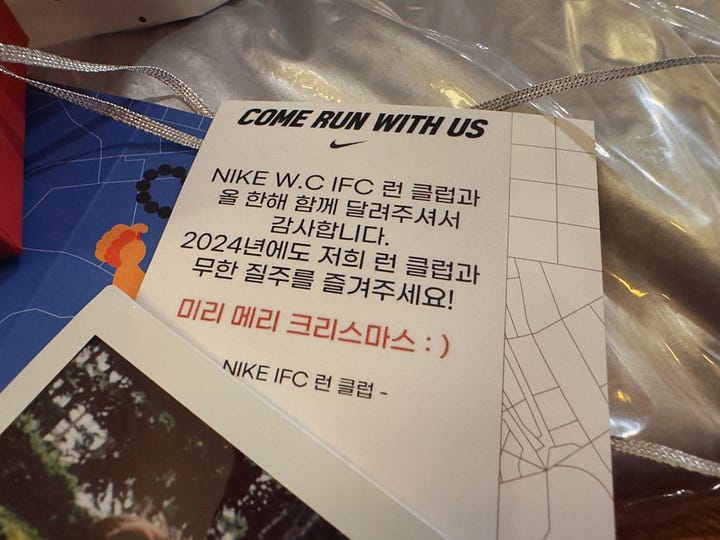 COME RUN WITH US
NIKE W.C IFC 런 클럽과
올 한해 함께 달려주셔서
감사합니다.
2024년에도 저희 런 클럽과
무한 질주를 즐겨주세요!
미리 메리 크리스마스 : )
NIKE IFC 런 클럽 -